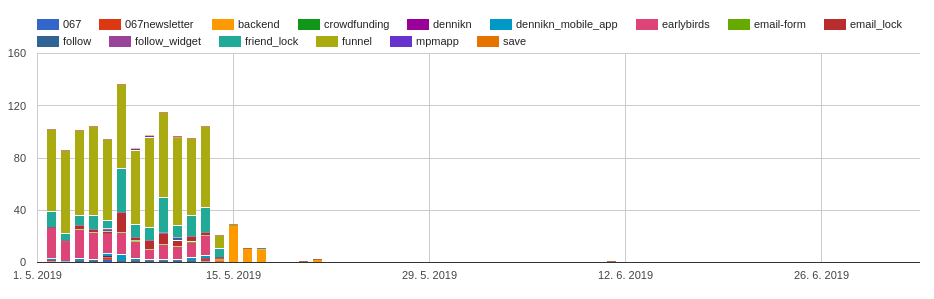 067 067newsletter backend crowdfunding dennikn dennikn_mobile_app earlybirds email-form email_lock
follow follow_widget friend_lock funnel mpmapp save
160
120
80
40
0
1. 5. 2019 15. 5. 2019 29. 5. 2019 12. 6. 2019 26. 6. 2019